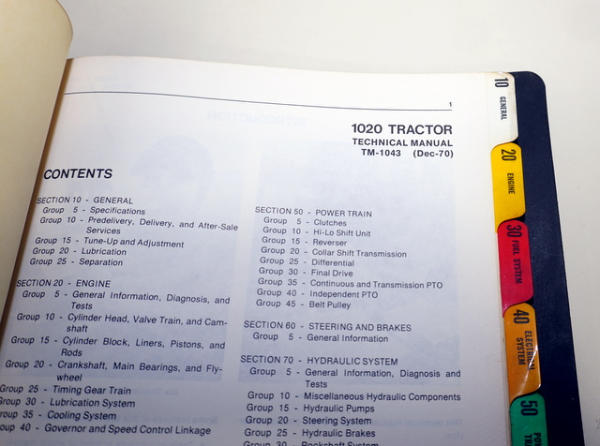 1
1020 TRACTOR
TECHNICAL MANUAL
TM-1043 (Dec-70)
CONTENTS
SECTION 10 - GENERAL
Group 5 - Specifications
Group 10 - Predelivery, Delivery, and After-Sale
Services
Group 15 - Tune-Up and Adjustment
Group 20 - Lubrication
Group 25 - Separation
SECTION 20 - ENGINE
Group 5 - General Information, Diagnosis, and
Tests
Group 10 - Cylinder Head, Valve Train, and Cam-
shaft
Group 15 - Cylinder Block, Liners, Pistons, and
Rods
Group 20 - Crankshaft, Main Bearings, and Fly-
wheel
Group 25 - Timing Gear Train
Group 30 - Lubrication System
Group 35 - Cooling System
Group 40 - Governor and Speed Control Linkage
SECTION 50 - POWER TRAIN
Group 5 - Clutches
Group 10 - Hi-Lo Shift Unit
Group 15 - Reverser
Group 20 - Collar Shift Transmission
Group 25 - Differential
Group 30 - Final Drive
Group 35 - Continuous and Transmission PTO
Group 40 - Independent PTO
Group 45 - Belt Pulley
SECTION 60 - STEERING AND BRAKES
Group 5 - General Information
SECTION 70 - HYDRAULIC SYSTEM
Group 5 - General Information, Diagnosis and
Tests
Group 10 - Miscellaneous Hydraulic Components
Group 15 - Hydraulic Pumps
Group 20 - Steering System
Group 25 - Hydraulic Brakes
Group 30 - Rockshaft System
10 GENERAL
20 ENGINE
30 FUEL SYSTEM
40 ELECTRICAL
SYSTEM
50